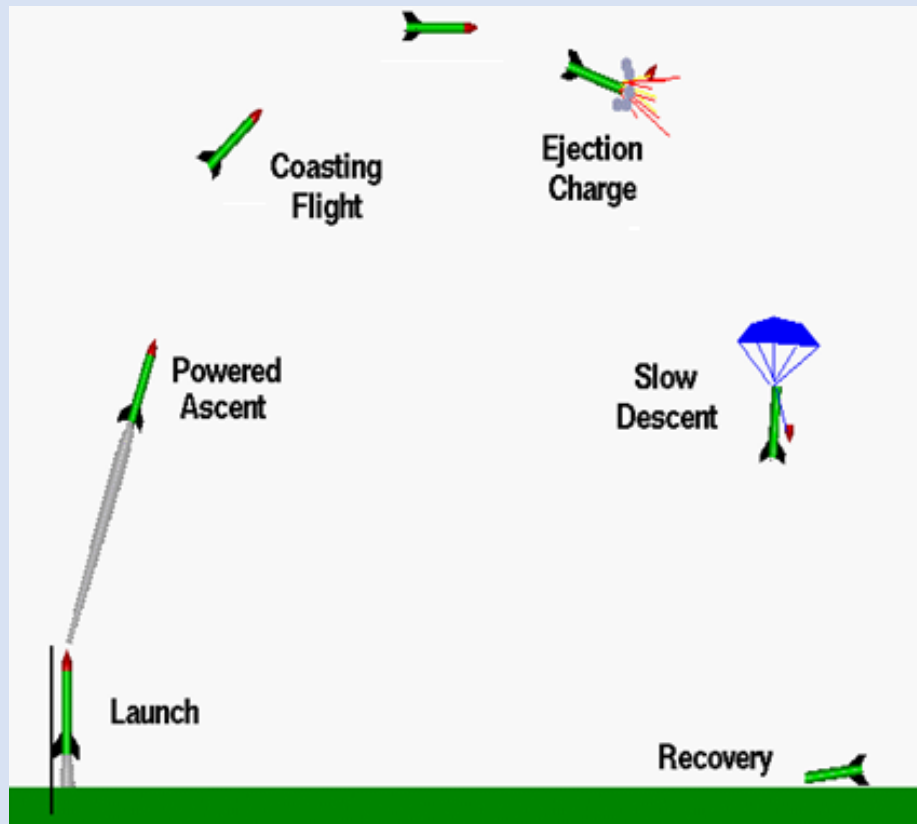 Coasting
Flight
Ejection
Charge
Powered
Ascent
Slow
Descent
Launch
Recovery